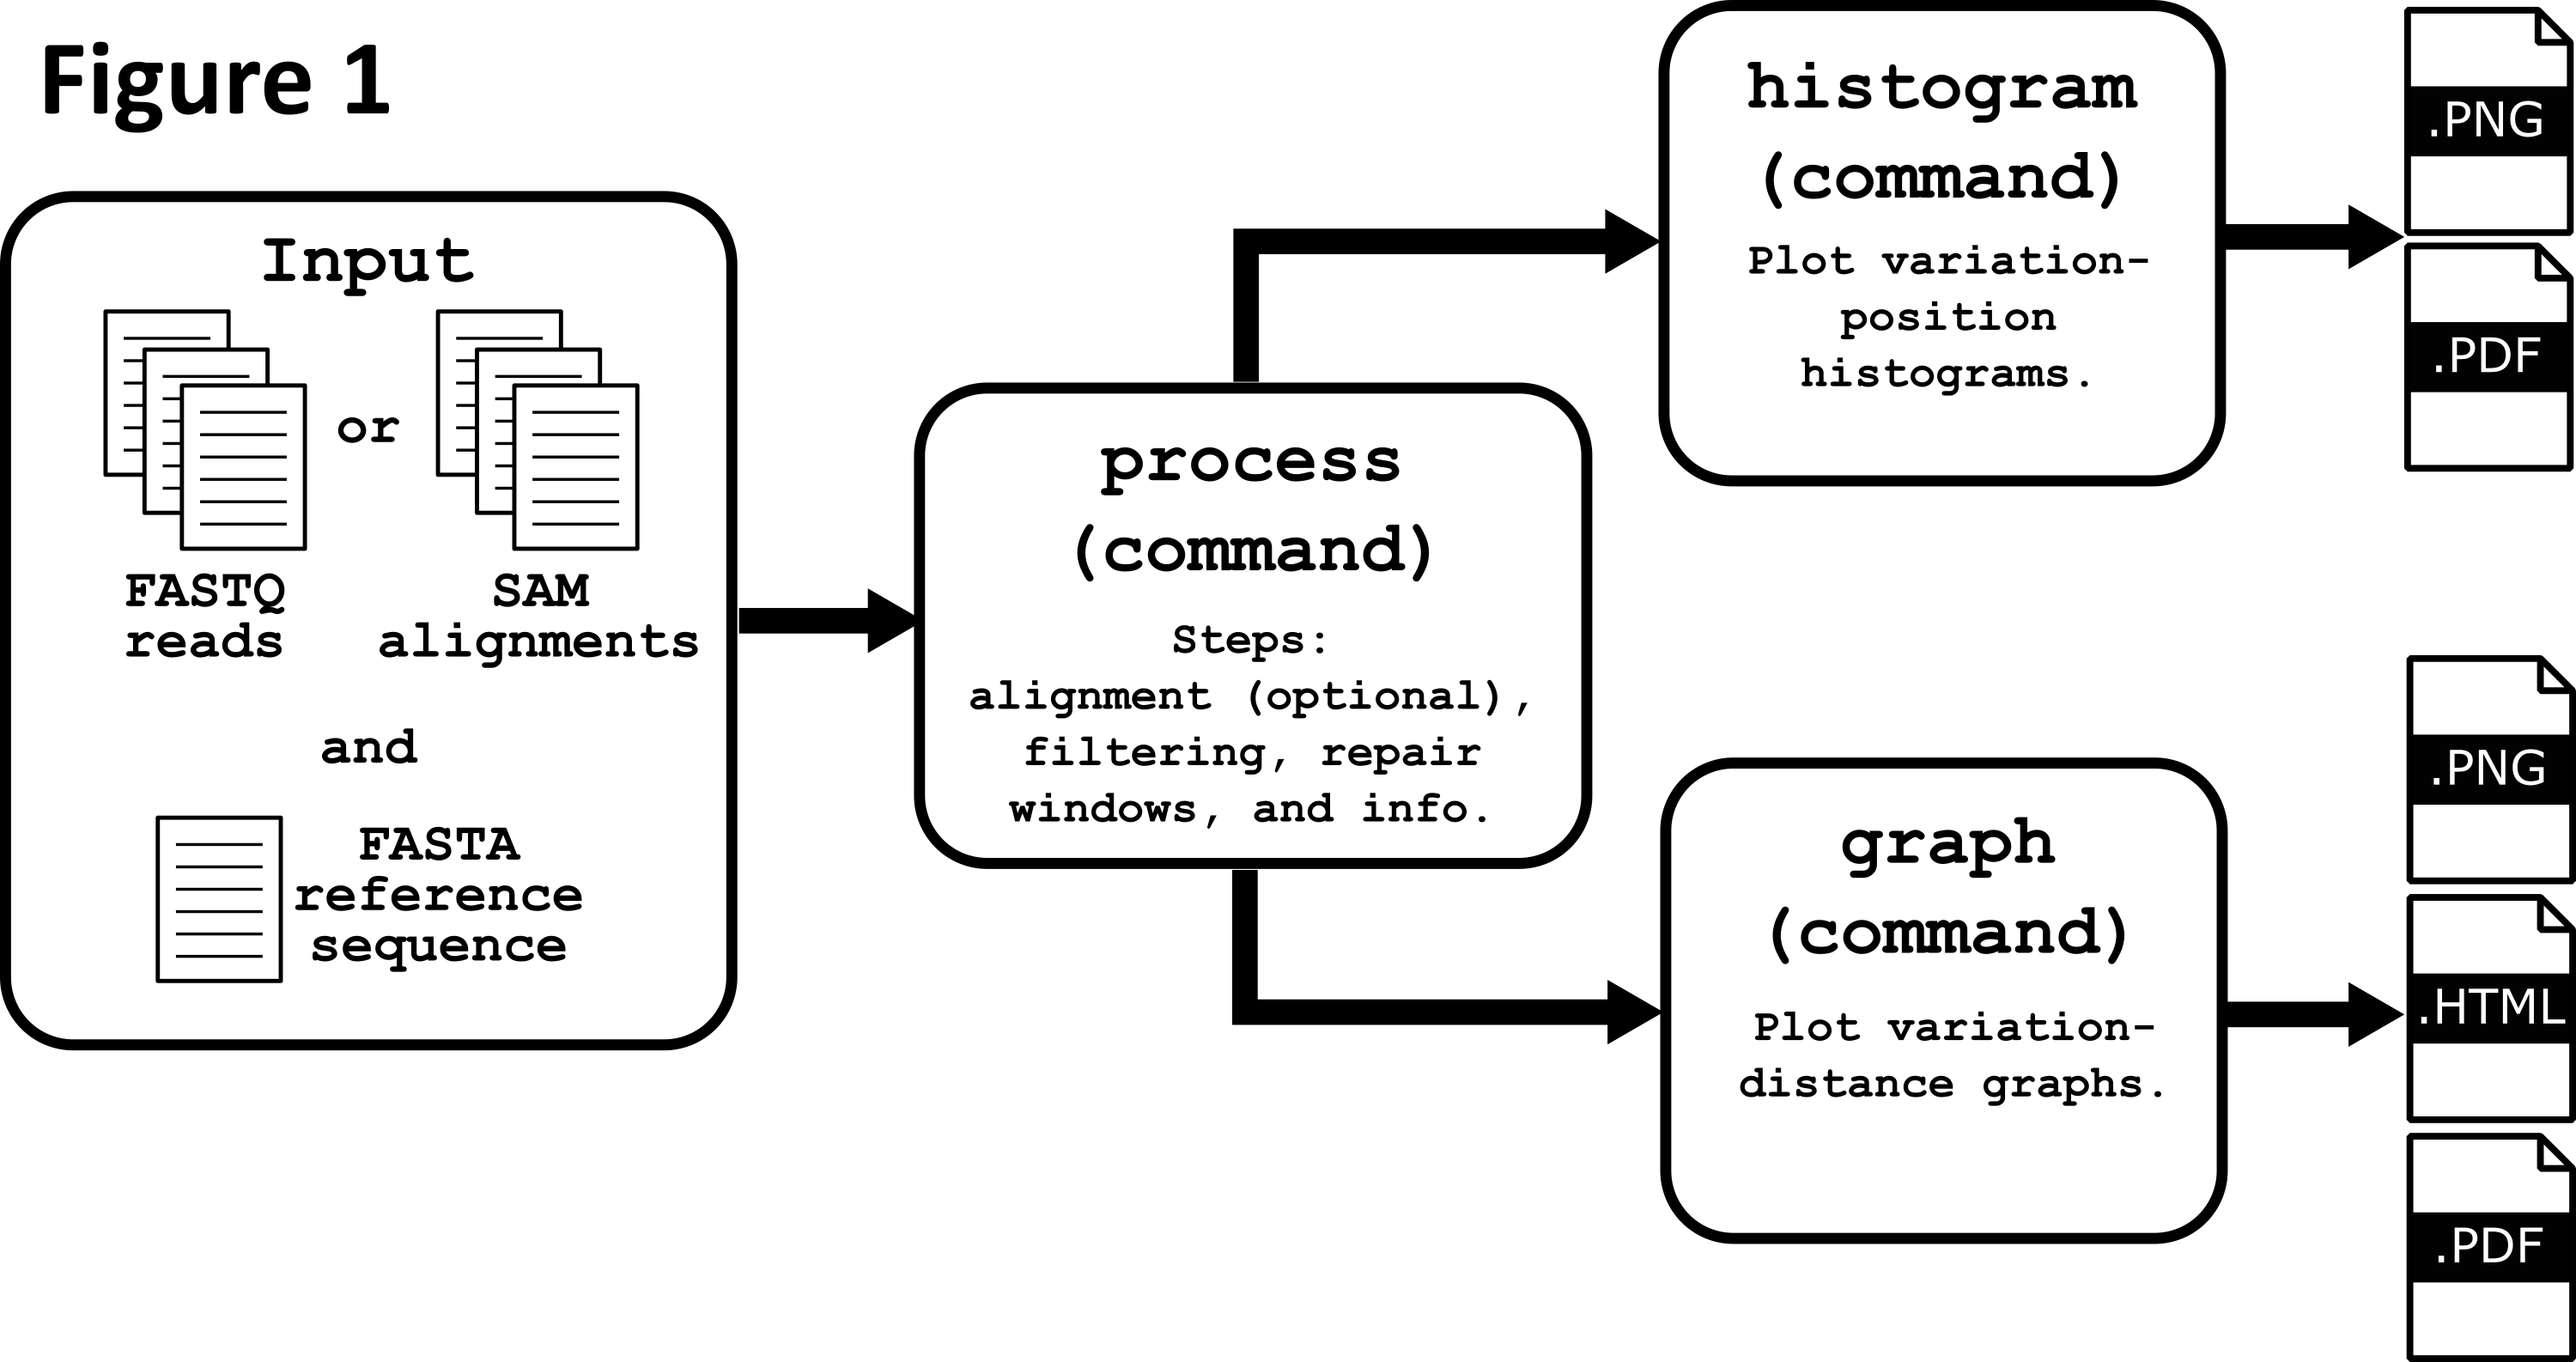 Figure 1
Input
or
FASTQ
reads
SAM
alignments
and
FASTA
reference
sequence
process
(command)
Steps:
alignment (optional),
filtering, repair
windows, and info.
histogram
(command)
Plot variation-
position
histograms.
.PNG
.PDF
graph
(command)
Plot variation-
distance graphs.
.PNG
.HTML
.PDF